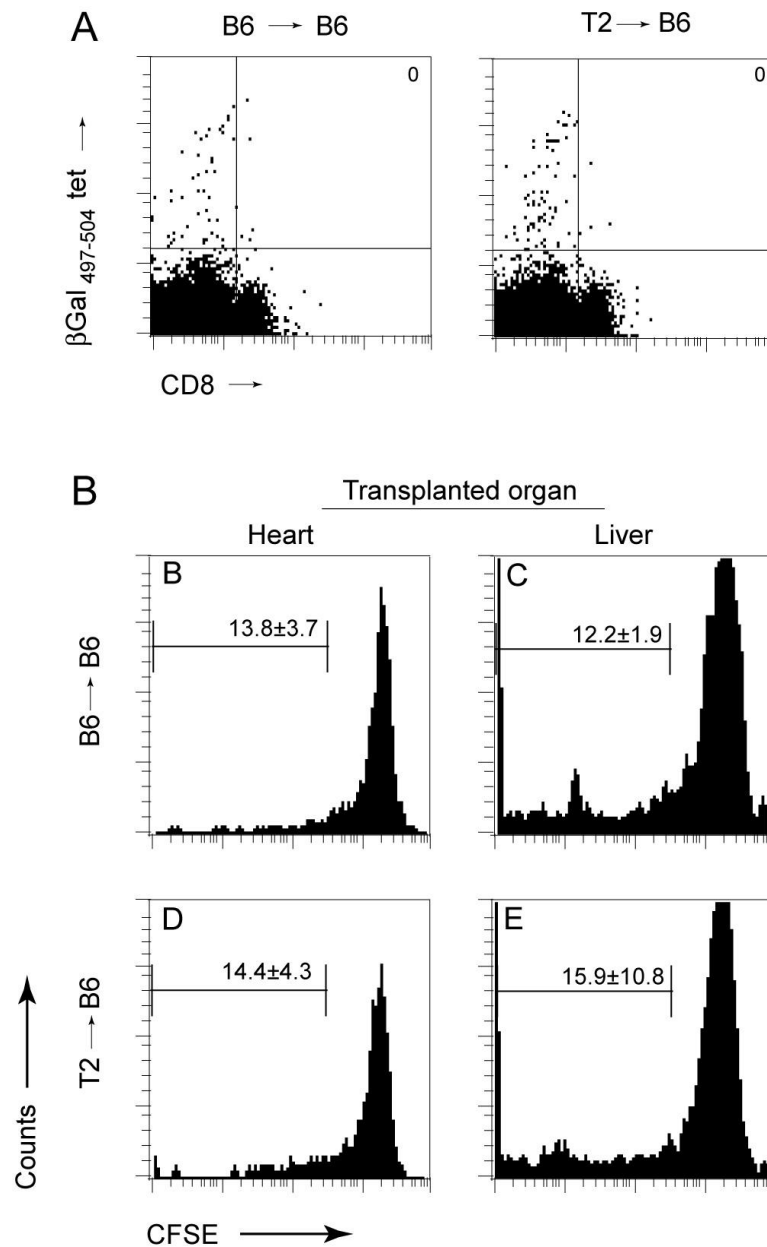 A
B6 → B6
T2 → B6
0
0
βGal 497-504 tet →
CD8 →
B
Transplanted organ
Heart
Liver
B6 → B6
B
13.8±3.7
C
12.2±1.9
T2 → B6
D
14.4±4.3
E
15.9±10.8
Counts →
CFSE →